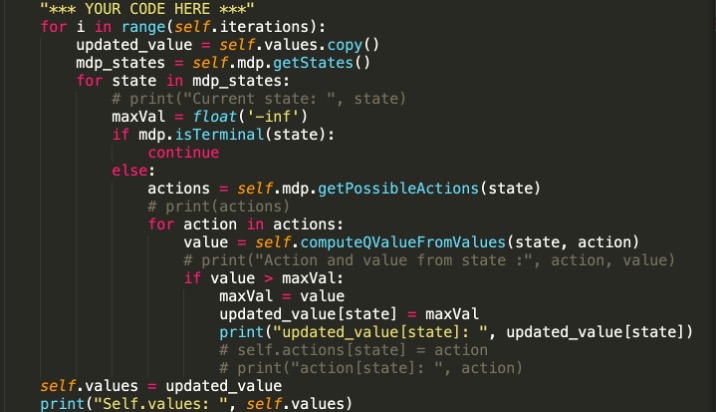 "*** YOUR CODE HERE ***"
for i in range(self.iterations):
    updated_value = self.values.copy()
    mdp_states = self.mdp.getStates()
    for state in mdp_states:
        # print("Current state: ", state)
        maxVal = float('-inf')
        if mdp.isTerminal(state):
            continue
        else:
            actions = self.mdp.getPossibleActions(state)
            # print(actions)
            for action in actions:
                value = self.computeQValueFromValues(state, action)
                # print("Action and value from state :", action, value)
                if value > maxVal:
                    maxVal = value
                    updated_value[state] = maxVal
                    print("updated_value[state]: ", updated_value[state])
                    # self.actions[state] = action
                    # print("action[state]: ", action)
self.values = updated_value
print("Self.values: ", self.values)